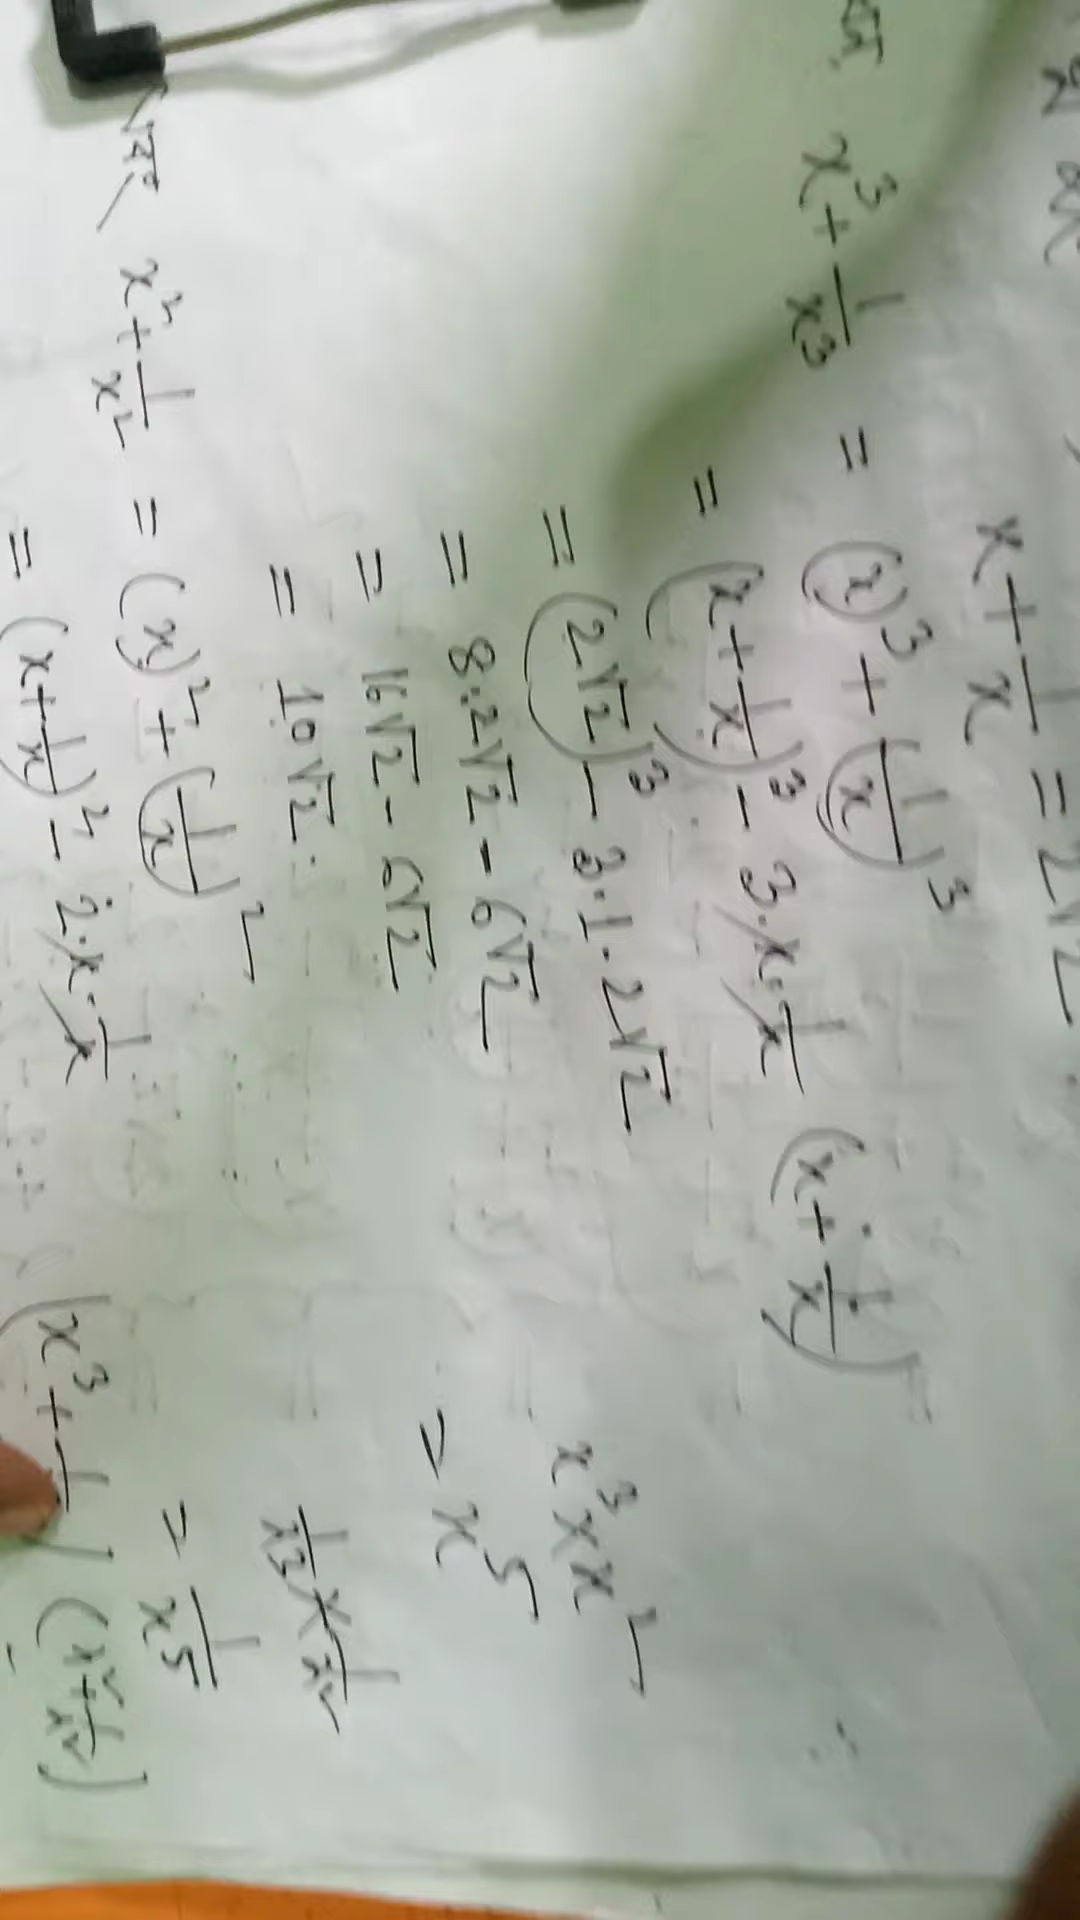 x + 1/x = 2√2
x³ + 1/x³ = (x)³ + (1/x)³
= (x + 1/x)³ - 3·x·1/x (x + 1/x)
= (2√2)³ - 3·1·2√2
= 8·2√2 - 6√2
= 16√2 - 6√2
= 10√2
x² + 1/x² = (x)² + (1/x)²
= (x + 1/x)² - 2·x·1/x
x³ × x²
= x⁵
1/x³ × 1/x²
= 1/x⁵
(x³ + 1 (x² + 1/x²)